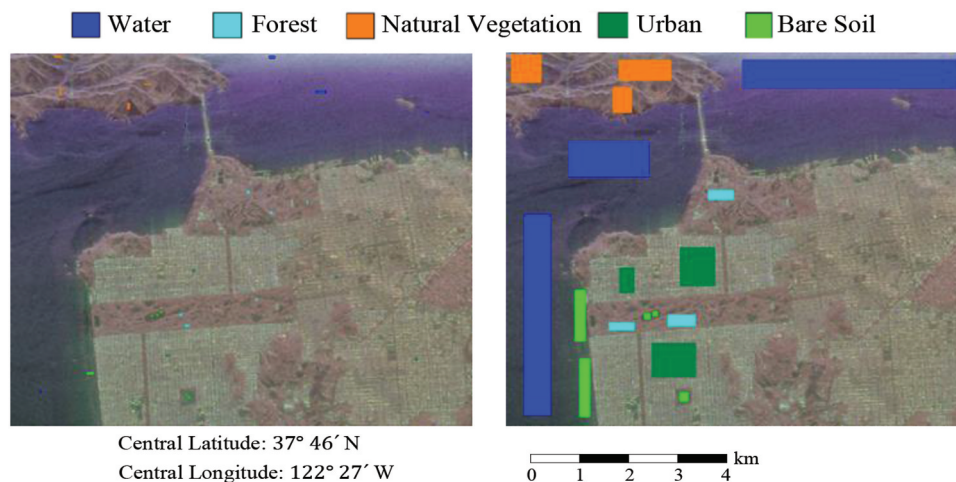 Water Forest Natural Vegetation Urban Bare Soil
Central Latitude: 37° 46´ N
Central Longitude: 122° 27´ W
km
0 1 2 3 4